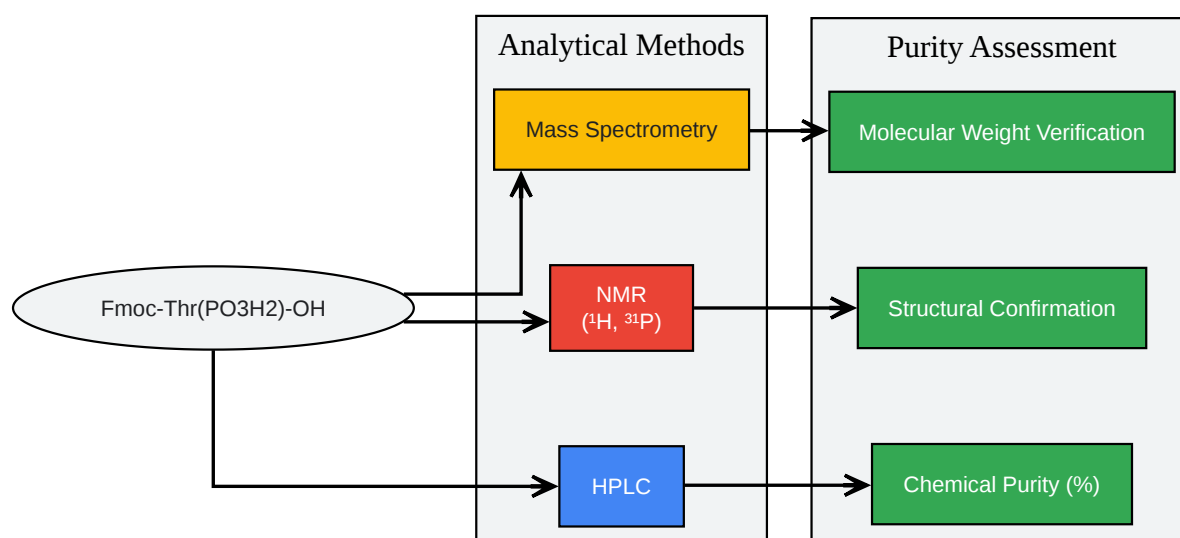 Analytical Methods
Purity Assessment
Mass Spectrometry
Molecular Weight Verification
Fmoc-Thr(PO3H2)-OH
NMR
(¹H, ³¹P)
Structural Confirmation
HPLC
Chemical Purity (%)